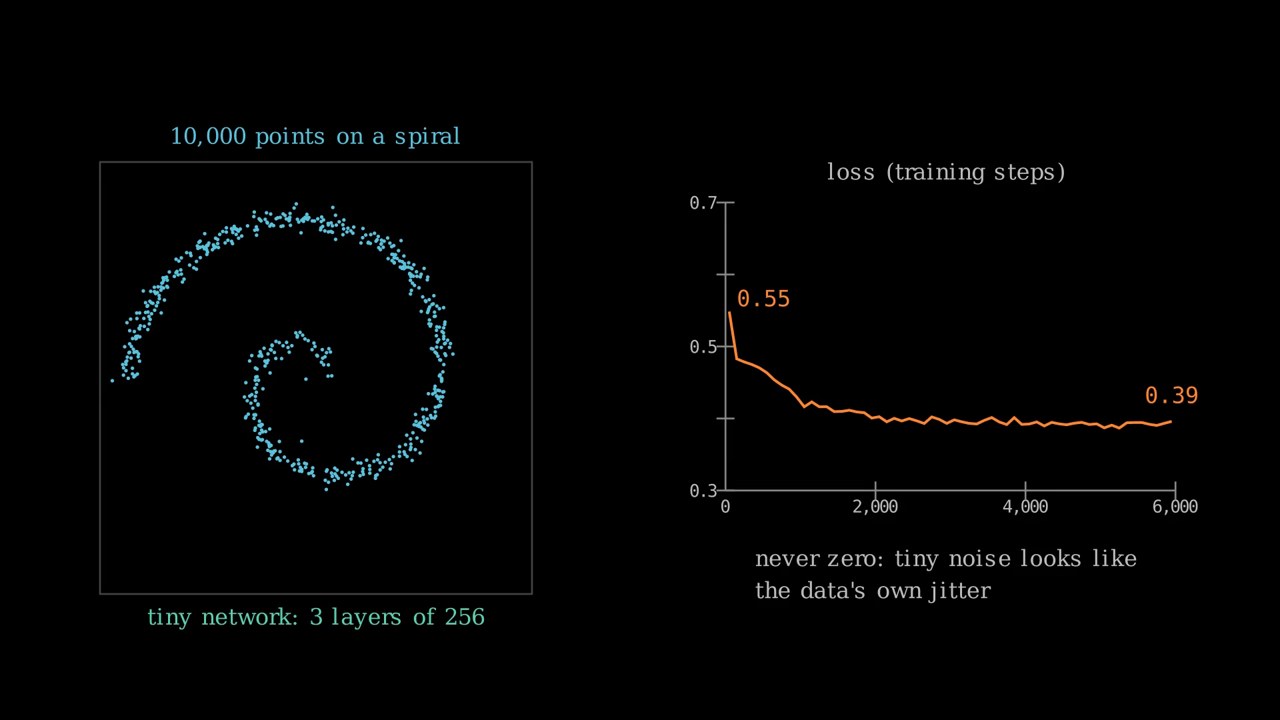 10,000 points on a spiral
tiny network: 3 layers of 256
loss (training steps)
0.7
0.55
0.5
0.39
0.3
0
2,000
4,000
6,000
never zero: tiny noise looks like
the data's own jitter